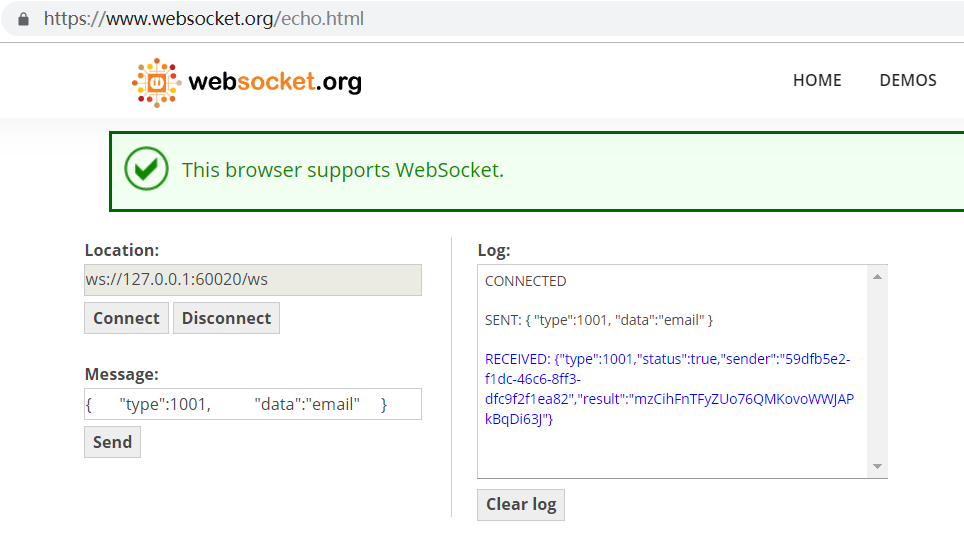 https://www.websocket.org/echo.html
websocket.org
HOME DEMOS
This browser supports WebSocket.
Location:
ws://127.0.0.1:60020/ws
Connect Disconnect
Message:
{ "type":1001, "data":"email" }
Send
Log:
CONNECTED
SENT: { "type":1001, "data":"email" }
RECEIVED: {"type":1001,"status":true,"sender":"59dfb5e2-
f1dc-46c6-8ff3-
dfc9f2f1ea82","result":"mzCihFnTFyZUo76QMKovoWWJAP
kBqDi63J"}
Clear log